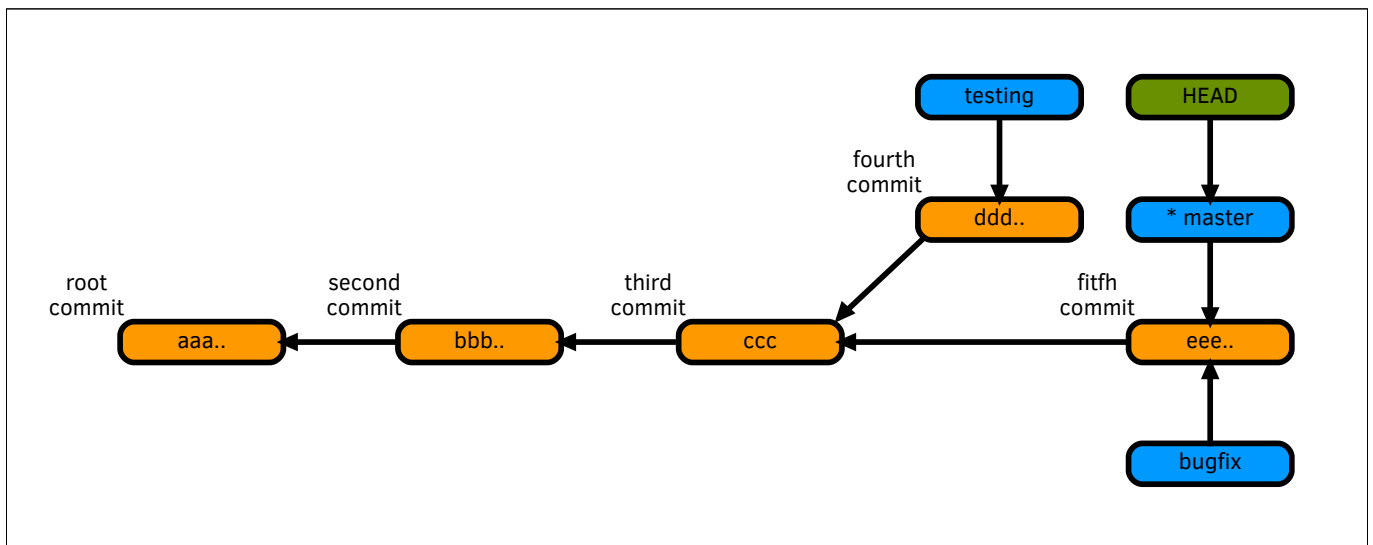 testing
HEAD
fourth
commit
ddd..
* master
root
commit
second
commit
third
commit
fitfh
commit
aaa..
bbb..
ccc
eee..
bugfix